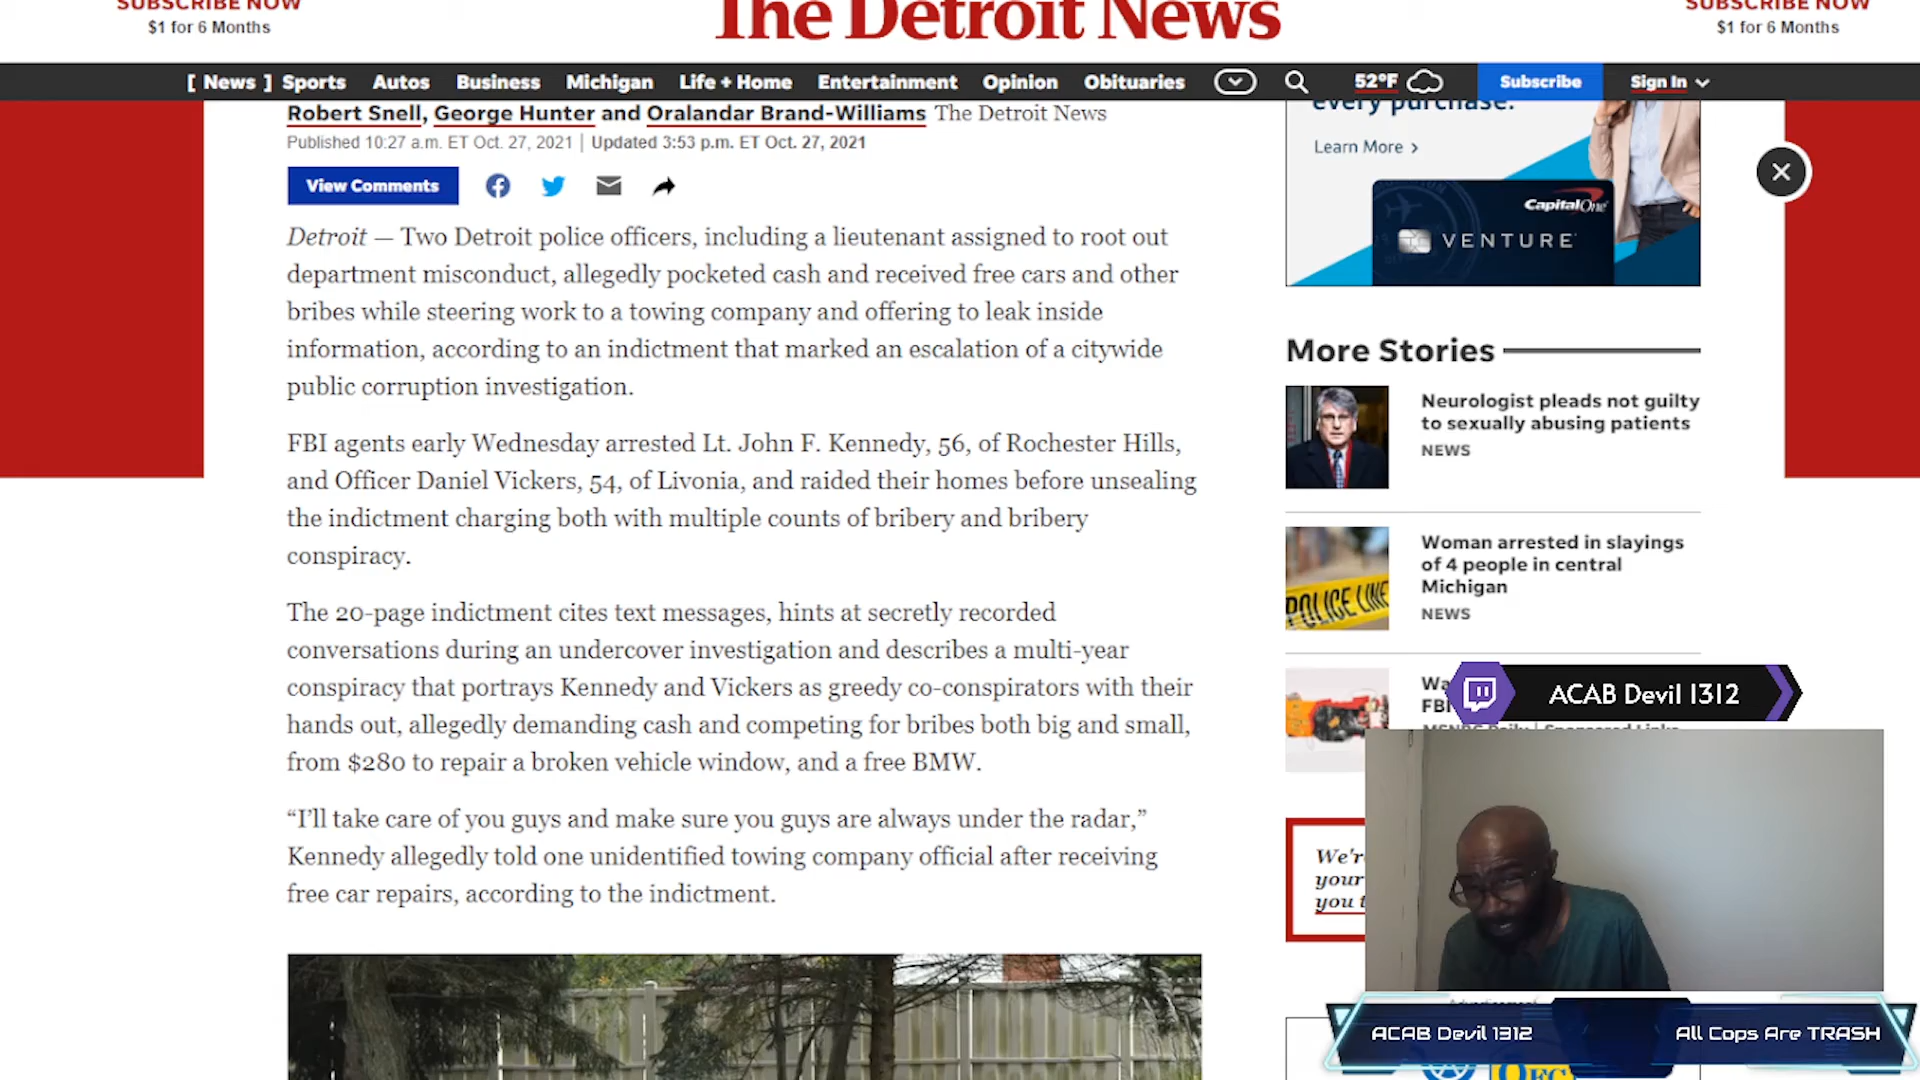 SUBSCRIBE NOW
$1 for 6 Months
The Detroit News
SUBSCRIBE NOW
$1 for 6 Months
[ News ] Sports Autos Business Michigan Life + Home Entertainment Opinion Obituaries 52°F Subscribe Sign In
Robert Snell, George Hunter and Oralandar Brand-Williams The Detroit News
Published 10:27 a.m. ET Oct. 27, 2021 | Updated 3:53 p.m. ET Oct. 27, 2021
View Comments
Detroit — Two Detroit police officers, including a lieutenant assigned to root out
department misconduct, allegedly pocketed cash and received free cars and other
bribes while steering work to a towing company and offering to leak inside
information, according to an indictment that marked an escalation of a citywide
public corruption investigation.
FBI agents early Wednesday arrested Lt. John F. Kennedy, 56, of Rochester Hills,
and Officer Daniel Vickers, 54, of Livonia, and raided their homes before unsealing
the indictment charging both with multiple counts of bribery and bribery
conspiracy.
The 20-page indictment cites text messages, hints at secretly recorded
conversations during an undercover investigation and describes a multi-year
conspiracy that portrays Kennedy and Vickers as greedy co-conspirators with their
hands out, allegedly demanding cash and competing for bribes both big and small,
from $280 to repair a broken vehicle window, and a free BMW.
“I’ll take care of you guys and make sure you guys are always under the radar,”
Kennedy allegedly told one unidentified towing company official after receiving
free car repairs, according to the indictment.
every purchase.
Learn More ›
Capital One
VENTURE
More Stories
Neurologist pleads not guilty
to sexually abusing patients
NEWS
POLICE LINE
Woman arrested in slayings
of 4 people in central
Michigan
NEWS
FBI
ACAB Devil 1312
your
you
ACAB Devil 1312
All Cops Are TRASH